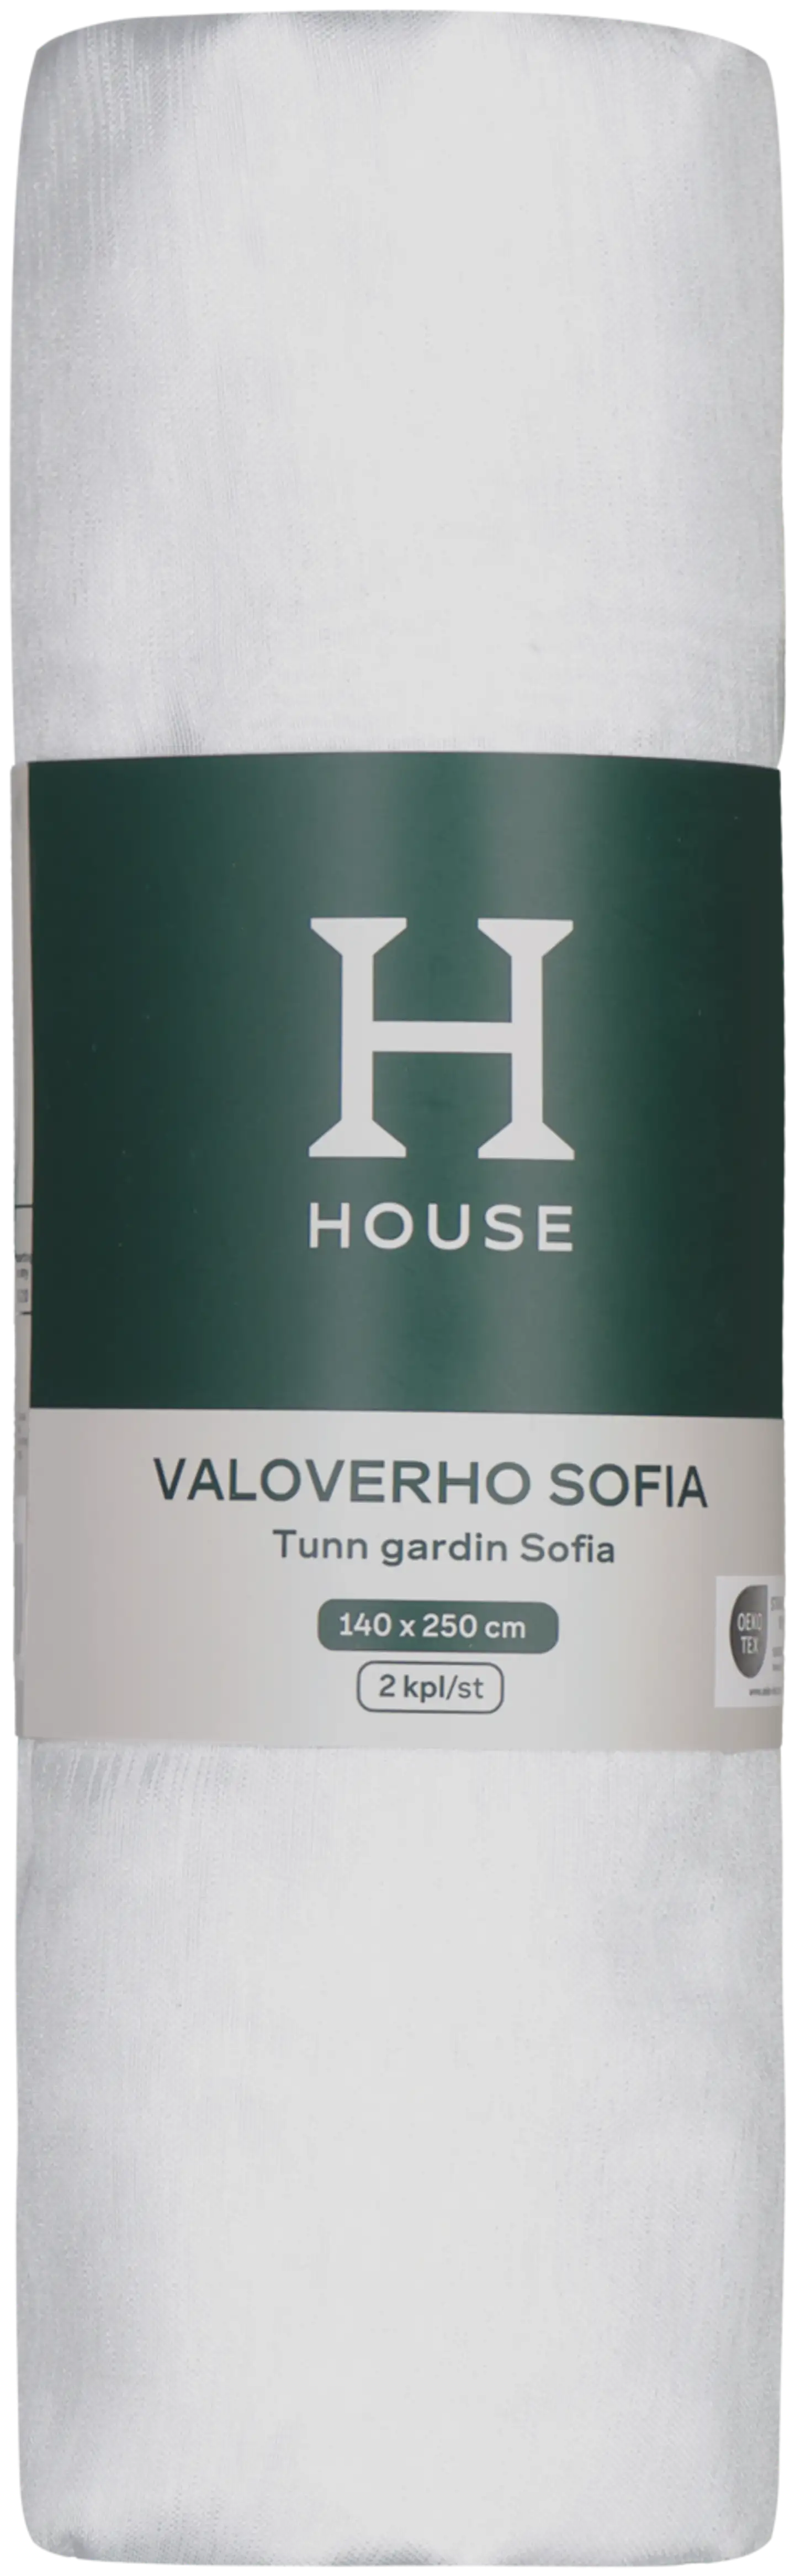 H
HOUSE
VALOVERHO SOFIA
Tunn gardin Sofia
140 x 250 cm
2 kpl/st
OEKO
TEX